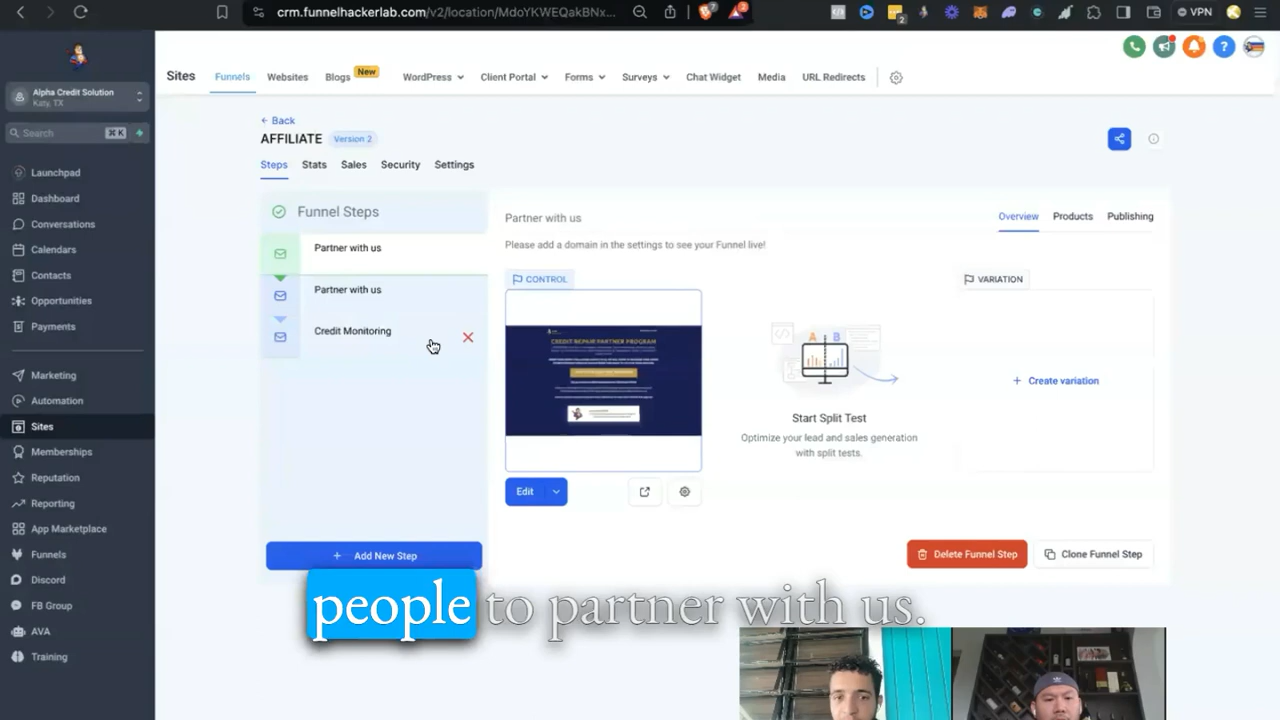 crm.funnelhackerlab.com/v2/location/MdoYKWEQakBNx...
VPN
Alpha Credit Solution
Katy, TX
Search
⌘ K
Launchpad
Dashboard
Conversations
Calendars
Contacts
Opportunities
Payments
Marketing
Automation
Sites
Memberships
Reputation
Reporting
App Marketplace
Funnels
Discord
FB Group
AVA
Training
Sites
Funnels
Websites
Blogs
New
WordPress
Client Portal
Forms
Surveys
Chat Widget
Media
URL Redirects
← Back
AFFILIATE
Version 2
Steps
Stats
Sales
Security
Settings
Funnel Steps
Partner with us
Partner with us
Credit Monitoring
+ Add New Step
Partner with us
Overview
Products
Publishing
Please add a domain in the settings to see your Funnel live!
CONTROL
VARIATION
CREDIT REPAIR PARTNER PROGRAM
A
B
Start Split Test
Optimize your lead and sales generation
with split tests.
+ Create variation
Edit
Delete Funnel Step
Clone Funnel Step
people to partner with us.